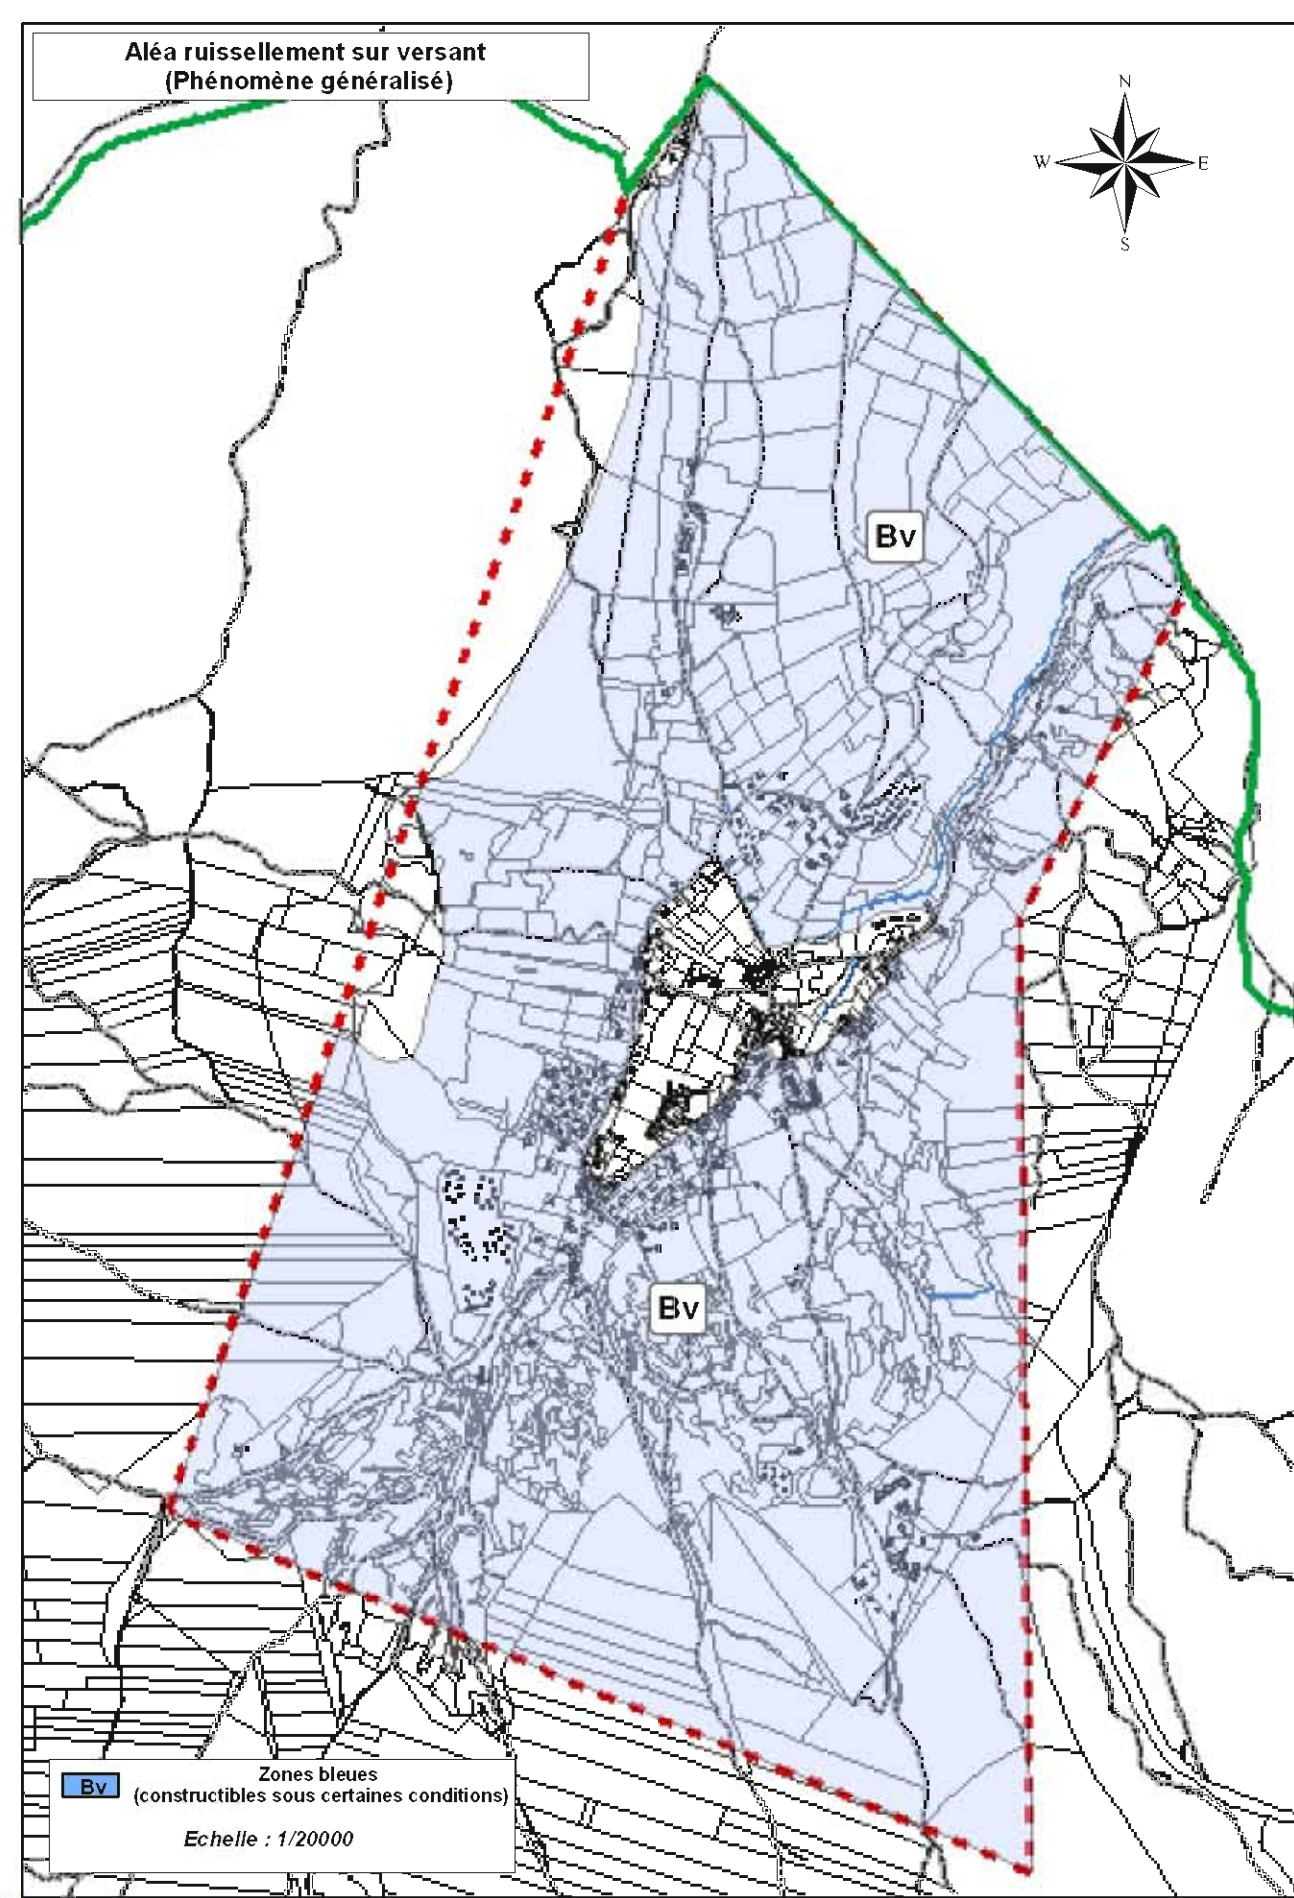 Aléa ruissellement sur versant
(Phénomène généralisé)
N
W
E
S
Bv
Bv
Bv
Zones bleues
(constructibles sous certaines conditions)
Echelle : 1/20000